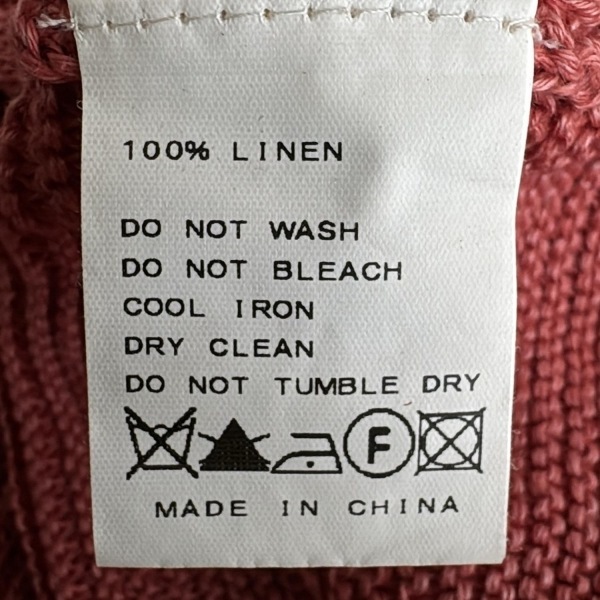 100% LINEN
DO NOT WASH
DO NOT BLEACH
COOL IRON
DRY CLEAN
DO NOT TUMBLE DRY
F
MADE IN CHINA